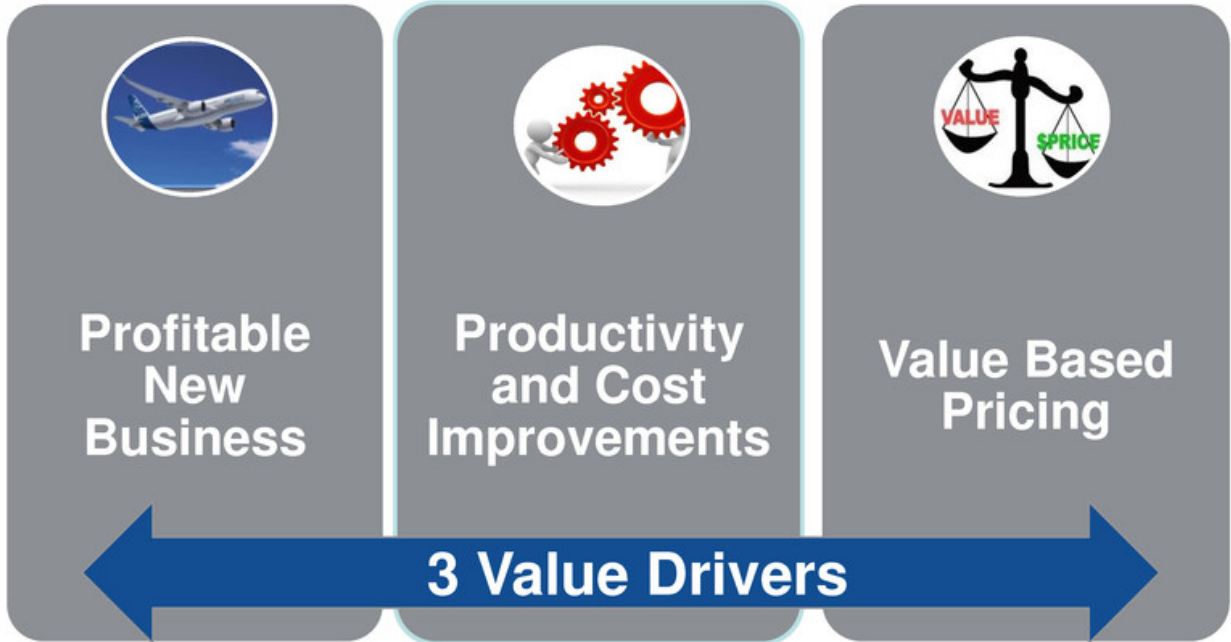 Profitable
New
Business
Productivity
and Cost
Improvements
VALUE
$PRICE
Value Based
Pricing
3 Value Drivers